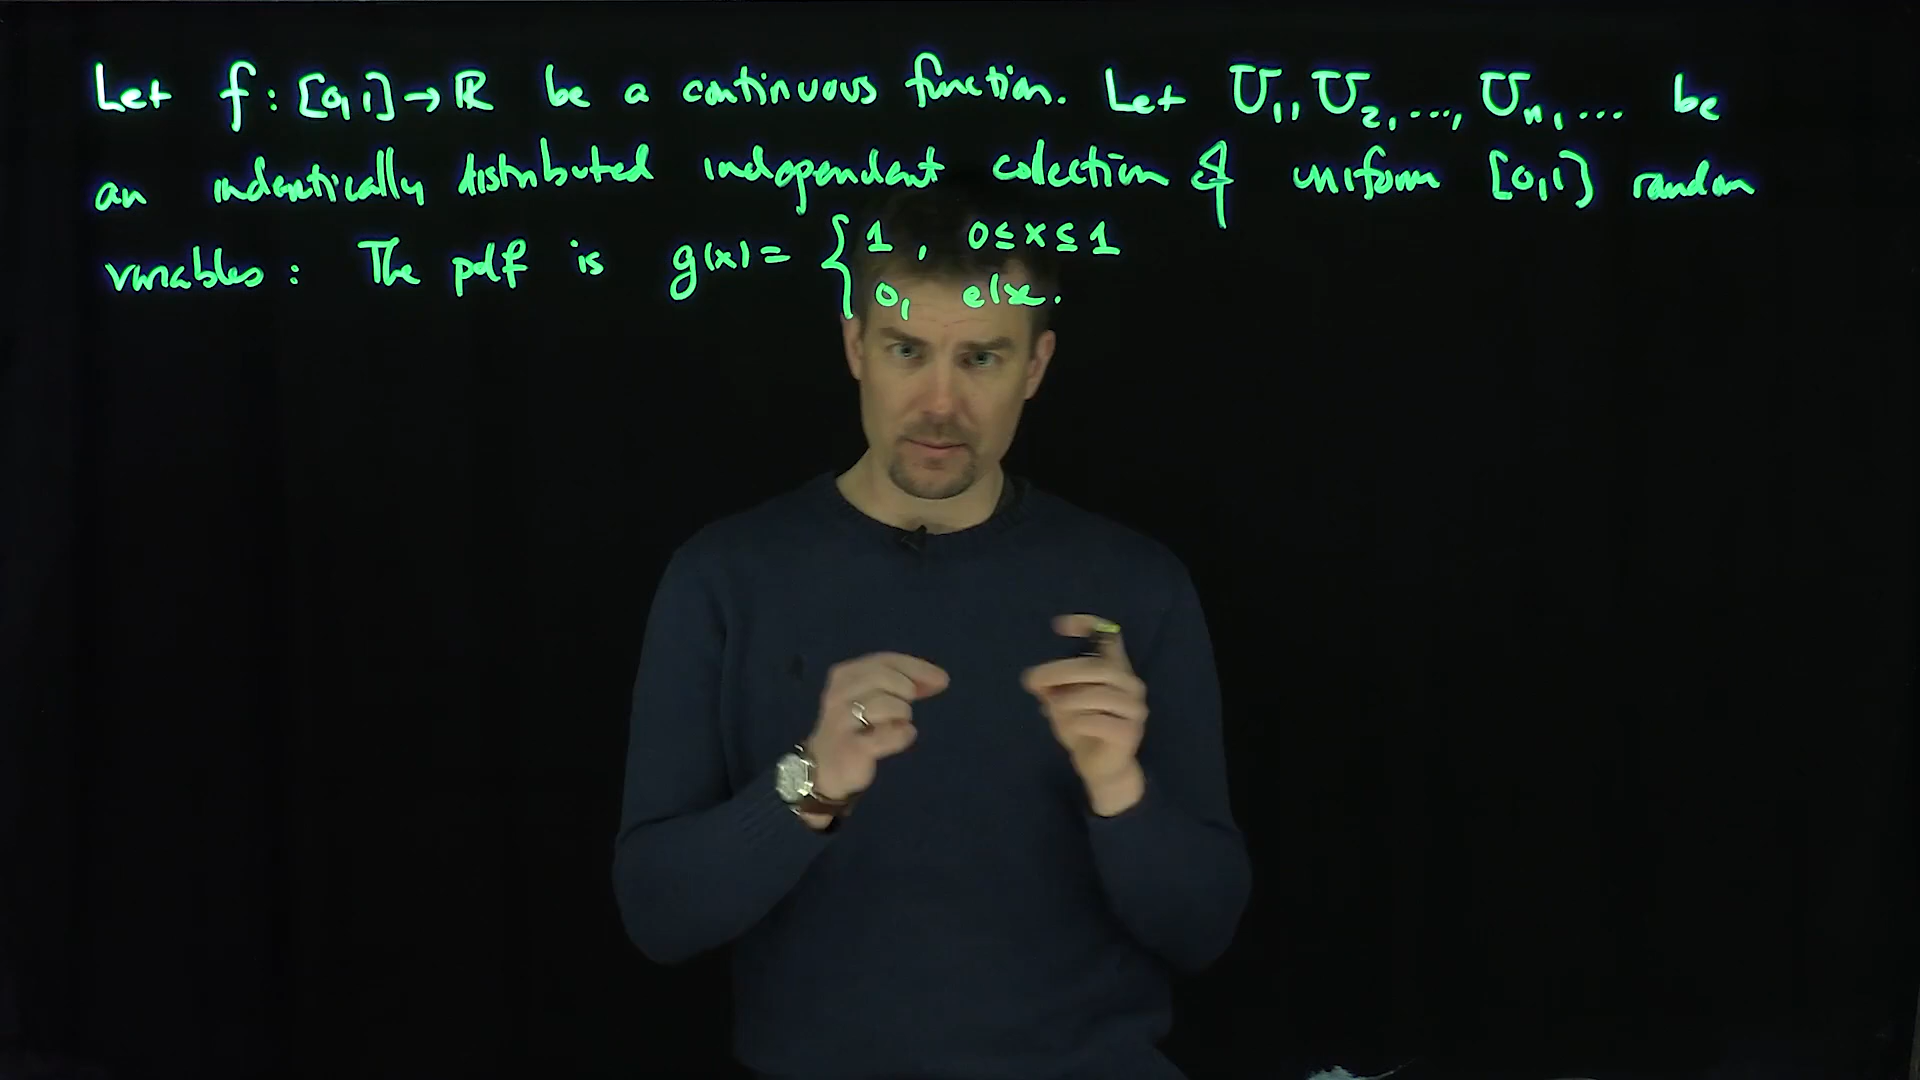 Let f : [0,1] → ℝ be a continuous function. Let U₁, U₂, ..., Uₙ, ... be
an indentically distributed independent collection of uniform [0,1] random
variables : The pdf is g(x) = { 1 , 0 ≤ x ≤ 1
0, else.